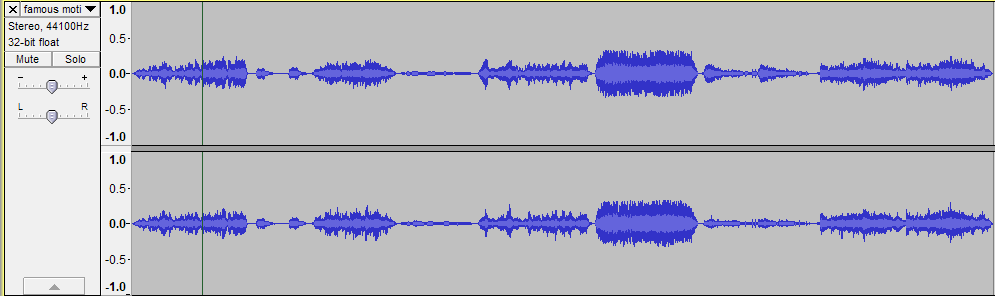 famous moti
Stereo, 44100Hz
32-bit float
Mute Solo
- +
L R
1.0
0.5-
0.0-
-0.5-
-1.0
1.0
0.5-
0.0-
-0.5-
-1.0